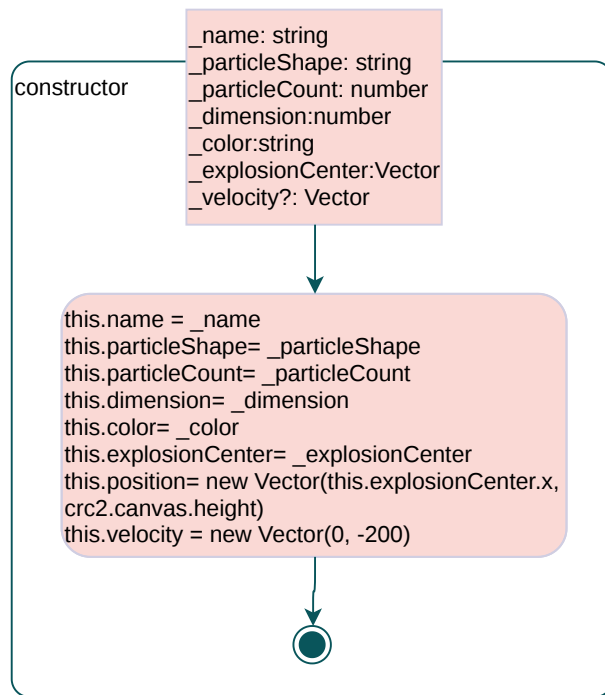 _name: string
_particleShape: string
_particleCount: number
_dimension:number
_color:string
_explosionCenter:Vector
_velocity?: Vector
constructor
this.name = _name
this.particleShape= _particleShape
this.particleCount= _particleCount
this.dimension= _dimension
this.color= _color
this.explosionCenter= _explosionCenter
this.position= new Vector(this.explosionCenter.x,
crc2.canvas.height)
this.velocity = new Vector(0, -200)